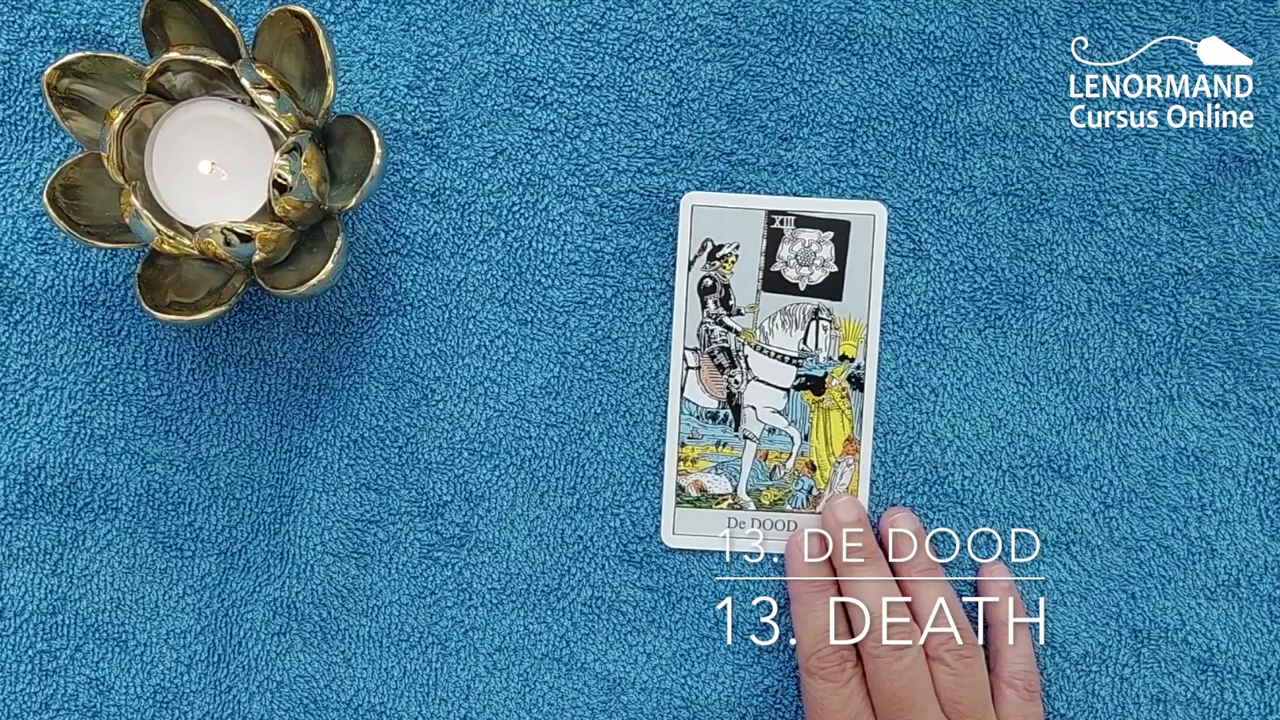 LENORMAND
Cursus Online
XIII
De DOOD
13. DE DOOD
13. DEATH